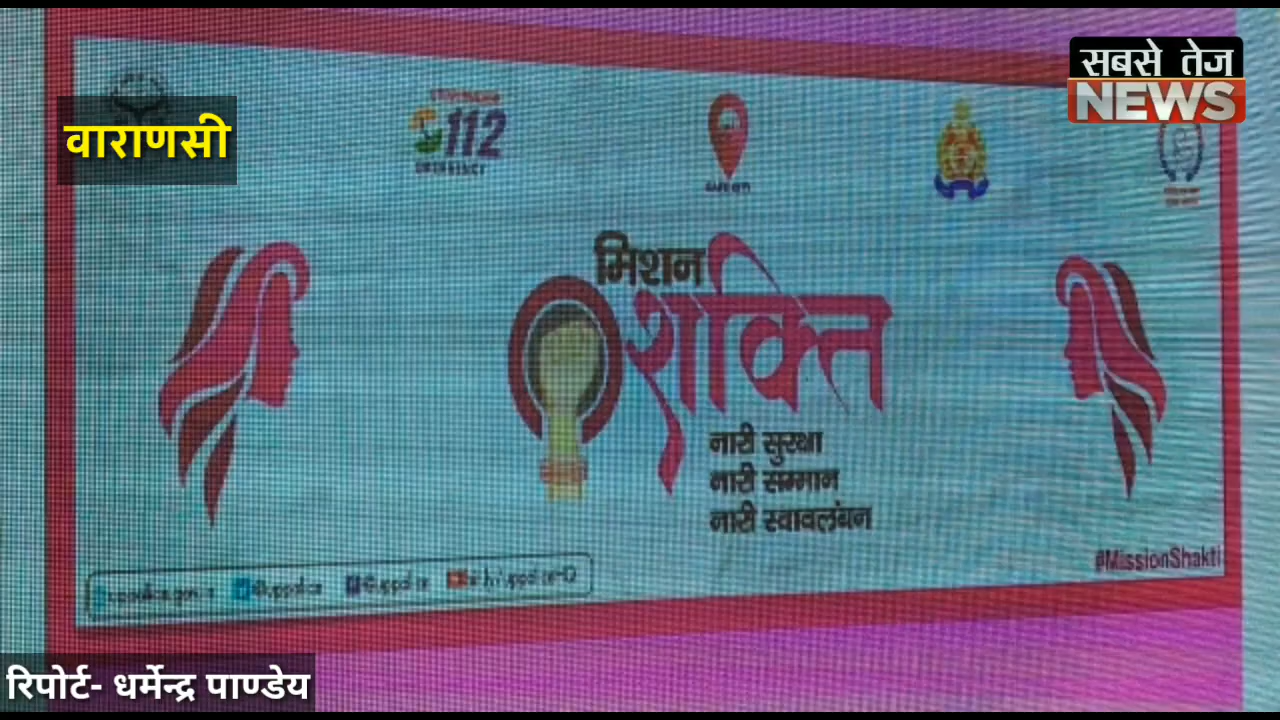 सबसे तेज
NEWS
वाराणसी
112
मिशन
शक्ति
नारी सुरक्षा
नारी सम्मान
नारी स्वावलंबन
#MissionShakti
रिपोर्ट- धर्मेन्द्र पाण्डेय